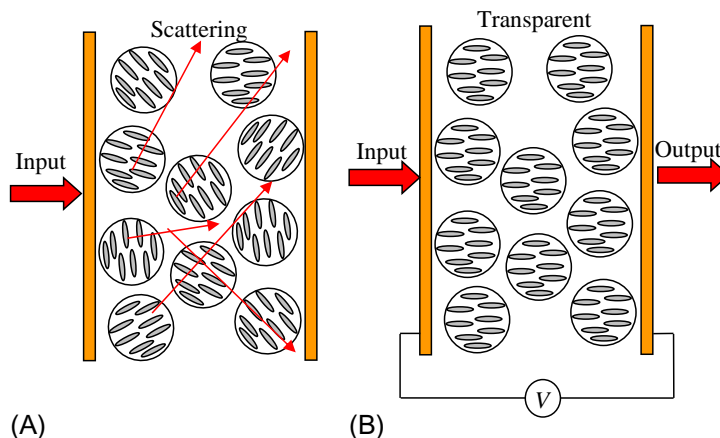 Scattering
Input
(A)
Transparent
Input
Output
V
(B)